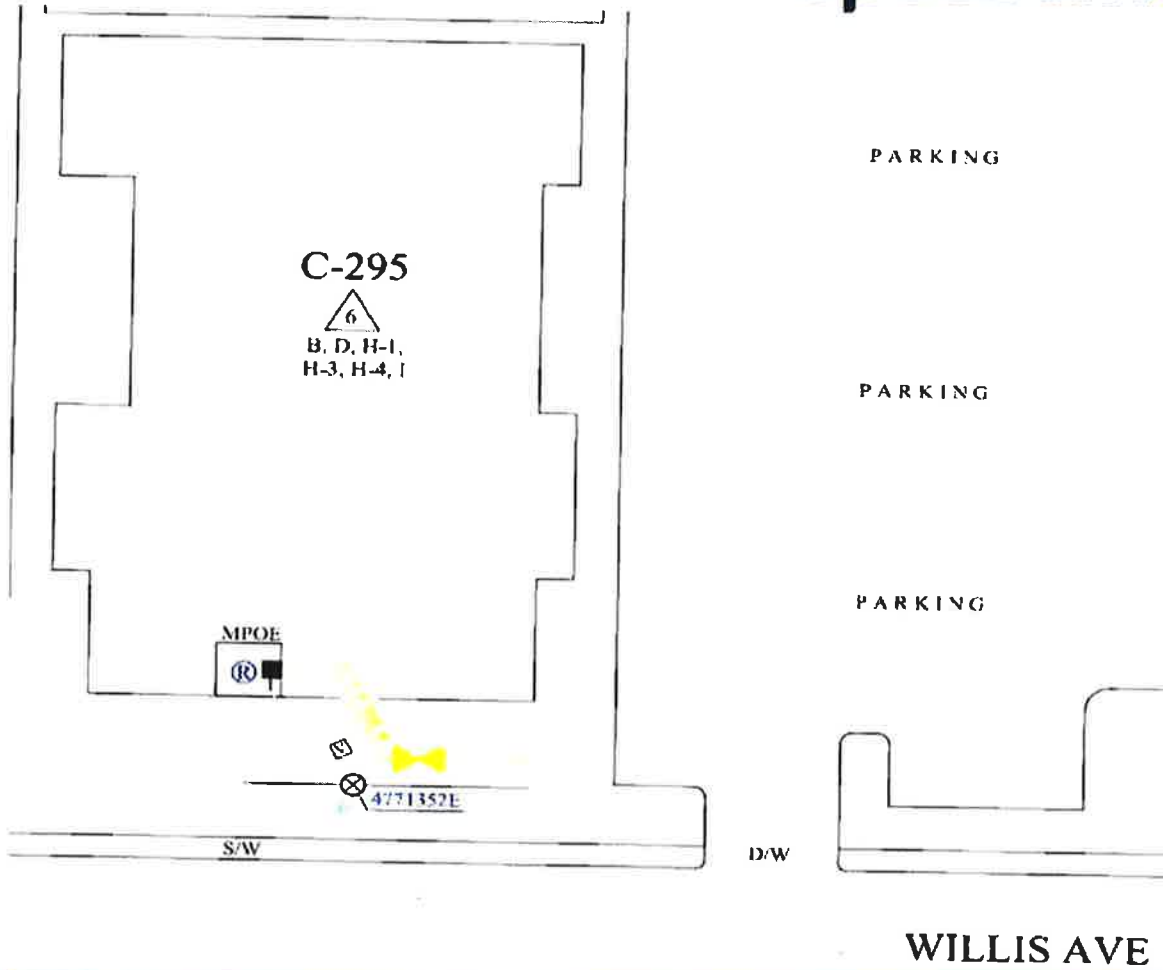 PARKING
C-295
6
B, D, H-1,
H-3, H-4, I
PARKING
PARKING
MPOE
R
V
4771352E
S/W
D/W
WILLIS AVE